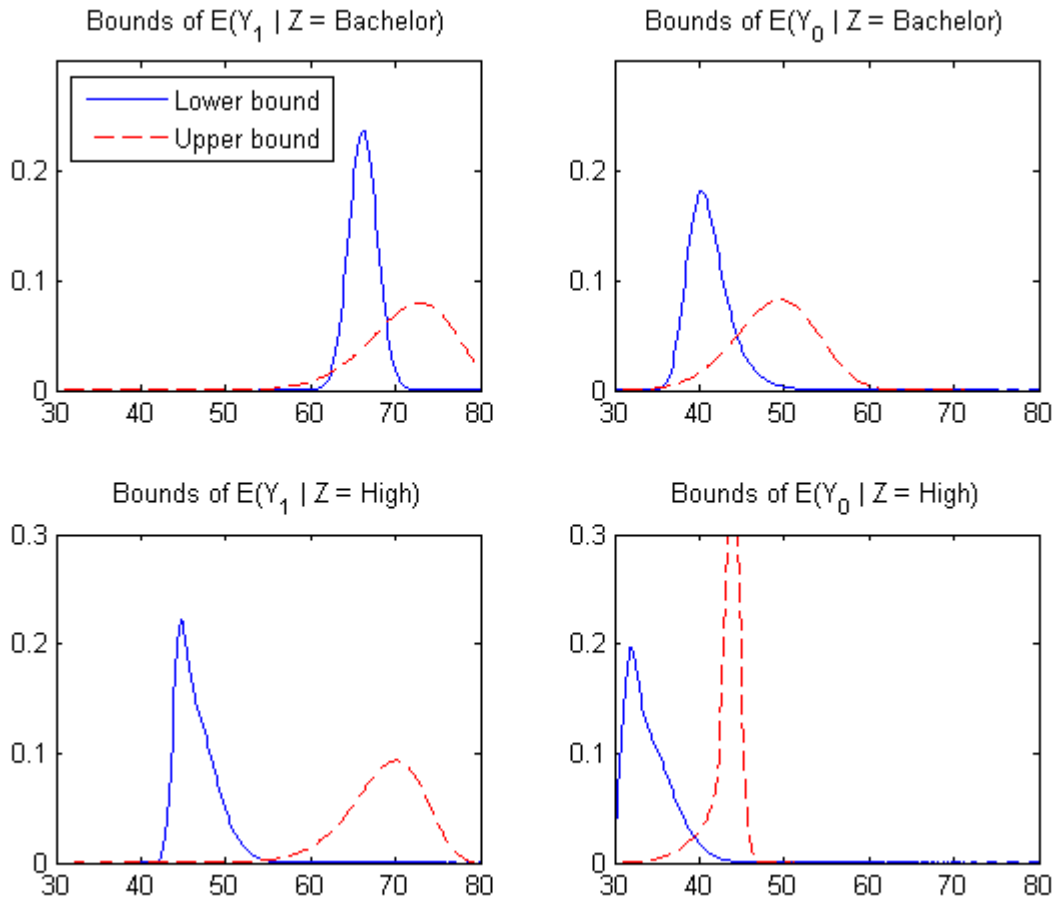 Bounds of E(Y1 | Z = Bachelor)
Lower bound
Upper bound
0.2
0.1
0
30 40 50 60 70 80
Bounds of E(Y0 | Z = Bachelor)
0.2
0.1
0
30 40 50 60 70 80
Bounds of E(Y1 | Z = High)
0.3
0.2
0.1
0
30 40 50 60 70 80
Bounds of E(Y0 | Z = High)
0.3
0.2
0.1
0
30 40 50 60 70 80